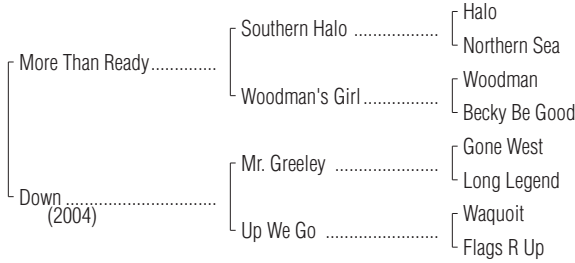 Halo
Southern Halo ..................
Northern Sea
More Than Ready..............
Woodman
Woodman's Girl................
Becky Be Good
Gone West
Mr. Greeley ......................
Long Legend
Down ................................
(2004)
Waquoit
Up We Go ........................
Flags R Up